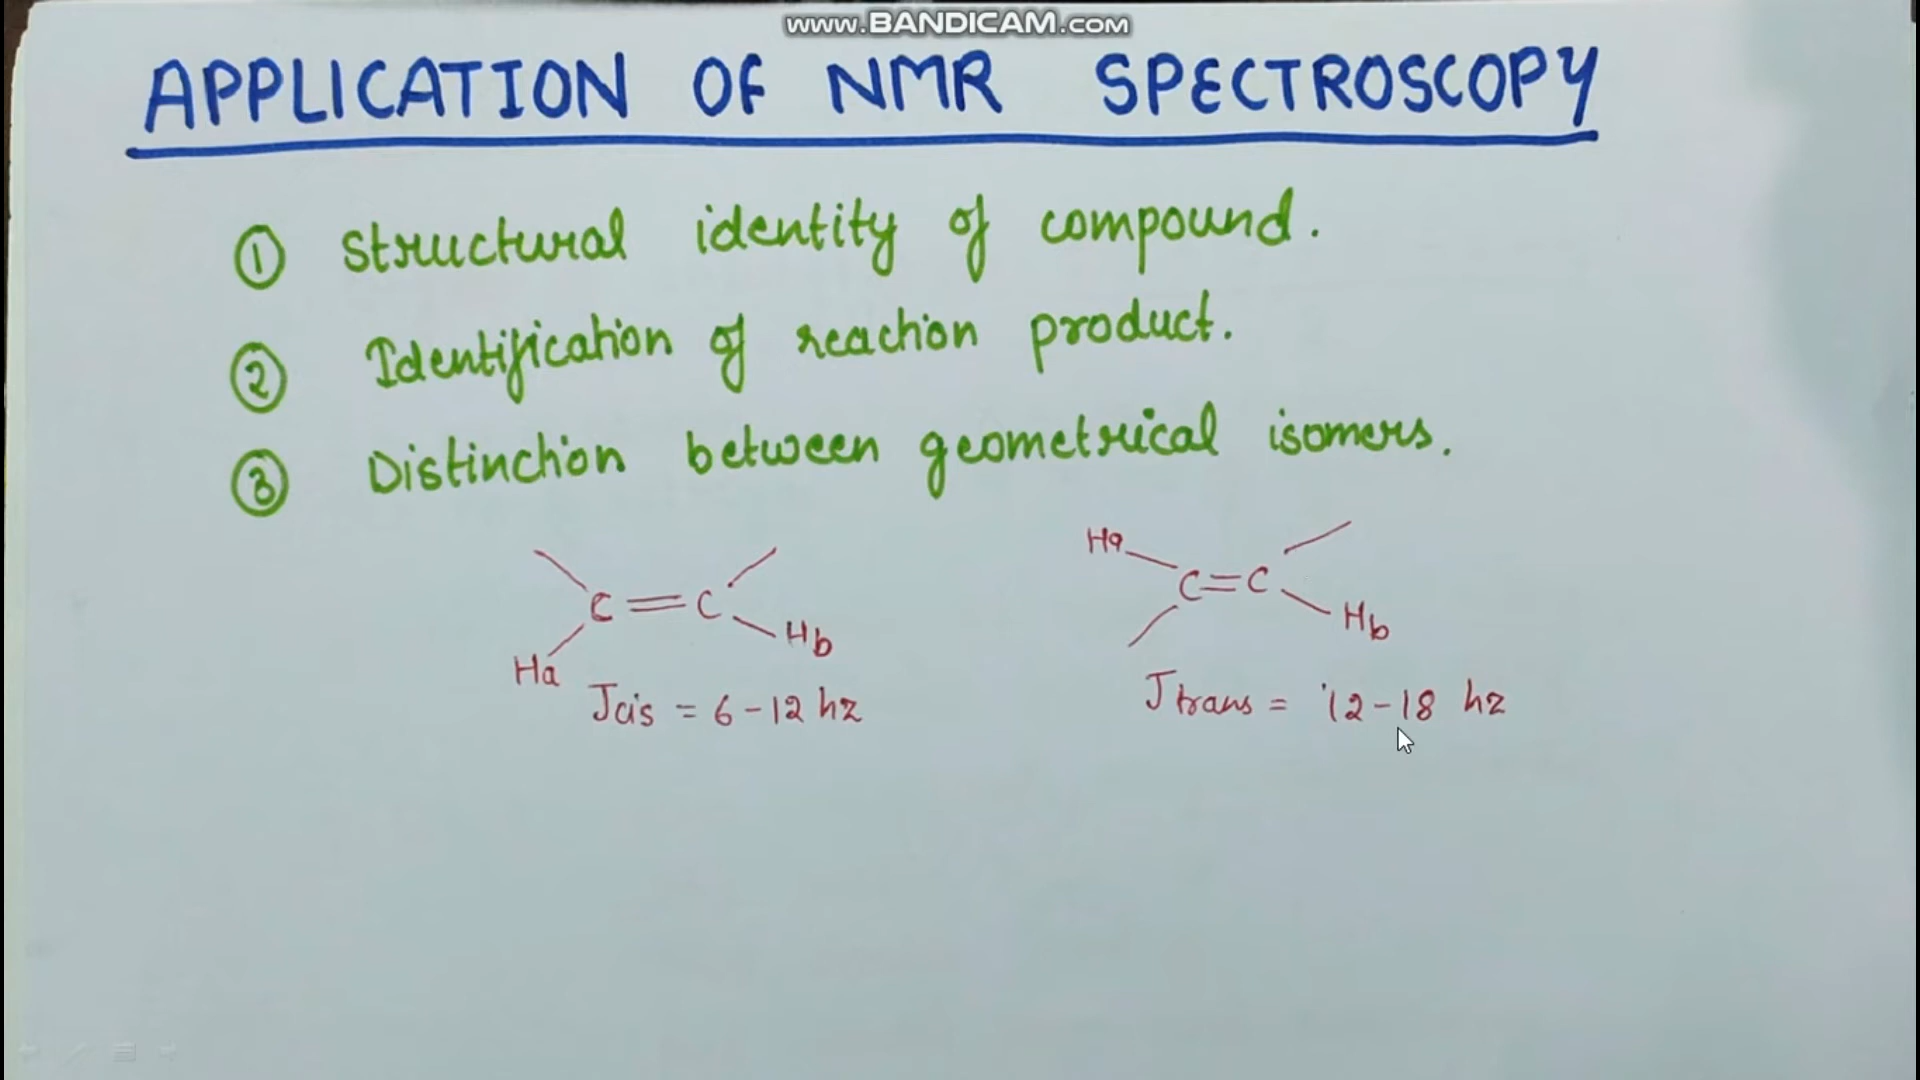 www.BANDICAM.com
APPLICATION OF NMR SPECTROSCOPY
① Structural identity of compound.
② Identification of reaction product.
③ Distinction between geometrical isomers.
Ha C=C Hb
Jcis = 6-12 hz
Ha C=C Hb
Jtrans = 12-18 hz